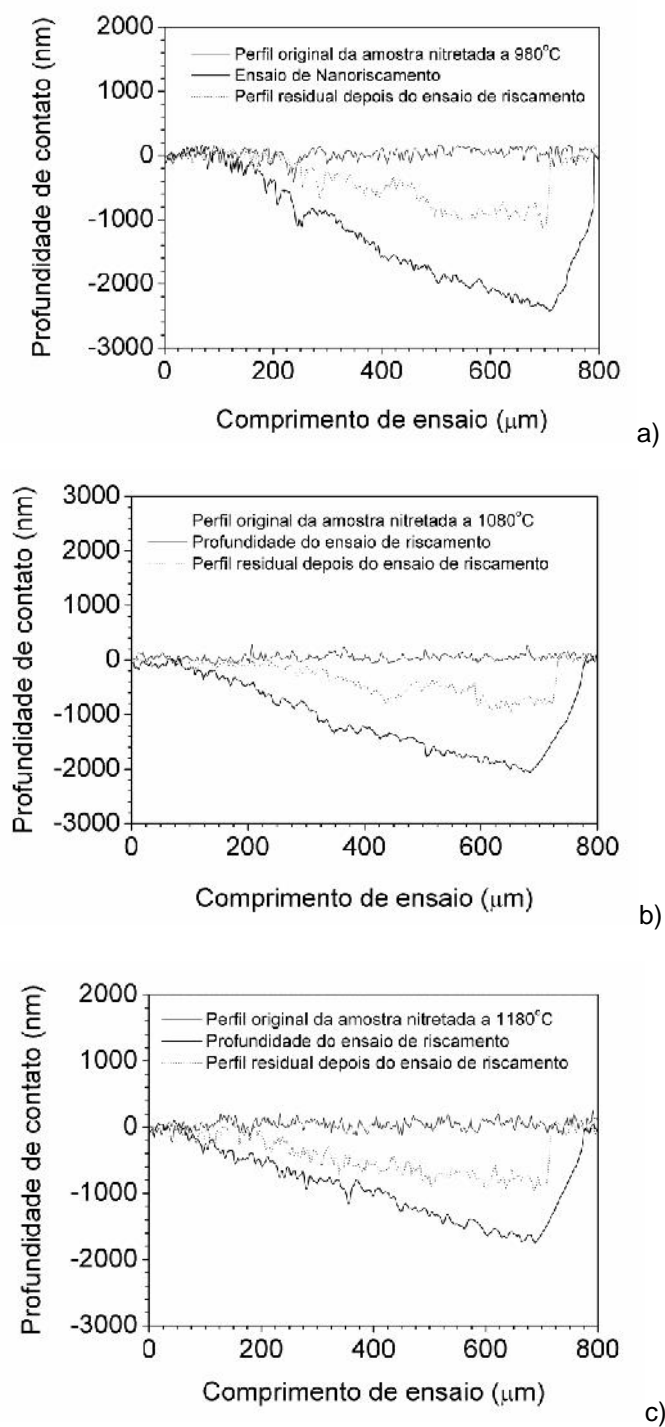 2000
Perfil original da amostra nitretada a 980°C
Ensaio de Nanoriscamento
Perfil residual depois do ensaio de riscamento
1000
0
-1000
-2000
-3000
0 200 400 600 800
Profundidade de contato (nm)
Comprimento de ensaio (μm)
a)
3000
Perfil original da amostra nitretada a 1080°C
2000
Profundidade do ensaio de riscamento
Perfil residual depois do ensaio de riscamento
1000
0
-1000
-2000
-3000
0 200 400 600 800
Profundidade de contato (nm)
Comprimento de ensaio (μm)
b)
2000
Perfil original da amostra nitretada a 1180°C
Profundidade do ensaio de riscamento
Perfil residual depois do ensaio de riscamento
1000
0
-1000
-2000
-3000
0 200 400 600 800
Profundidade de contato (nm)
Comprimento de ensaio (μm)
c)